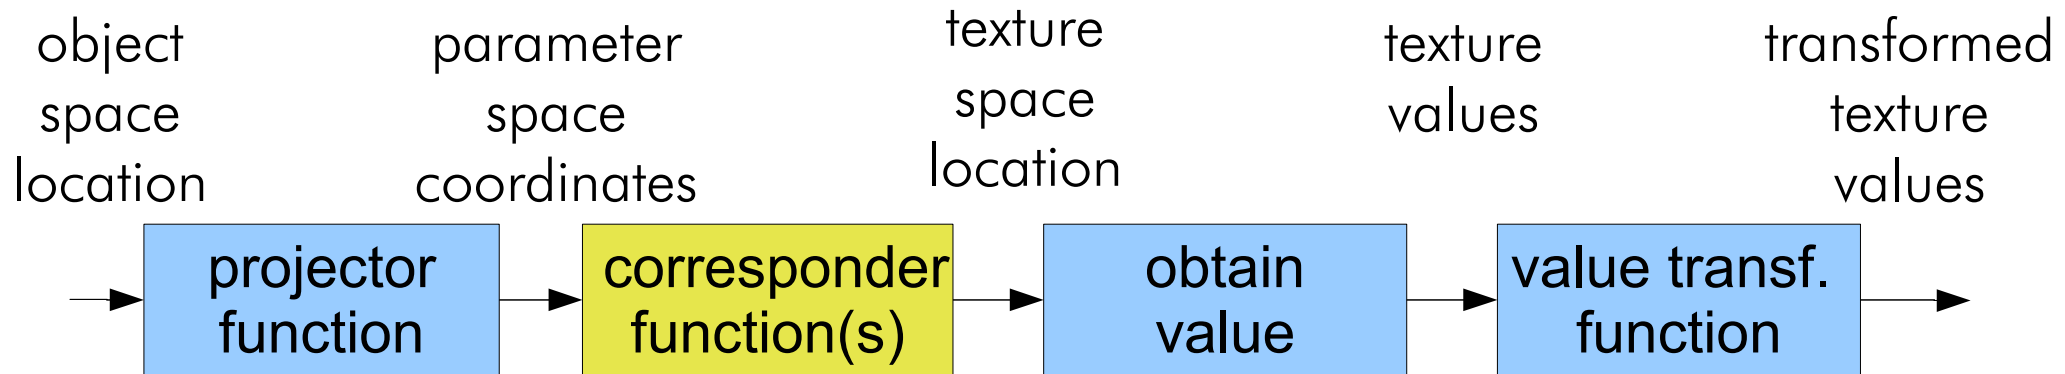 object
space
location
parameter
space
coordinates
texture
space
location
texture
values
transformed
texture
values
projector
function
corresponder
function(s)
obtain
value
value transf.
function